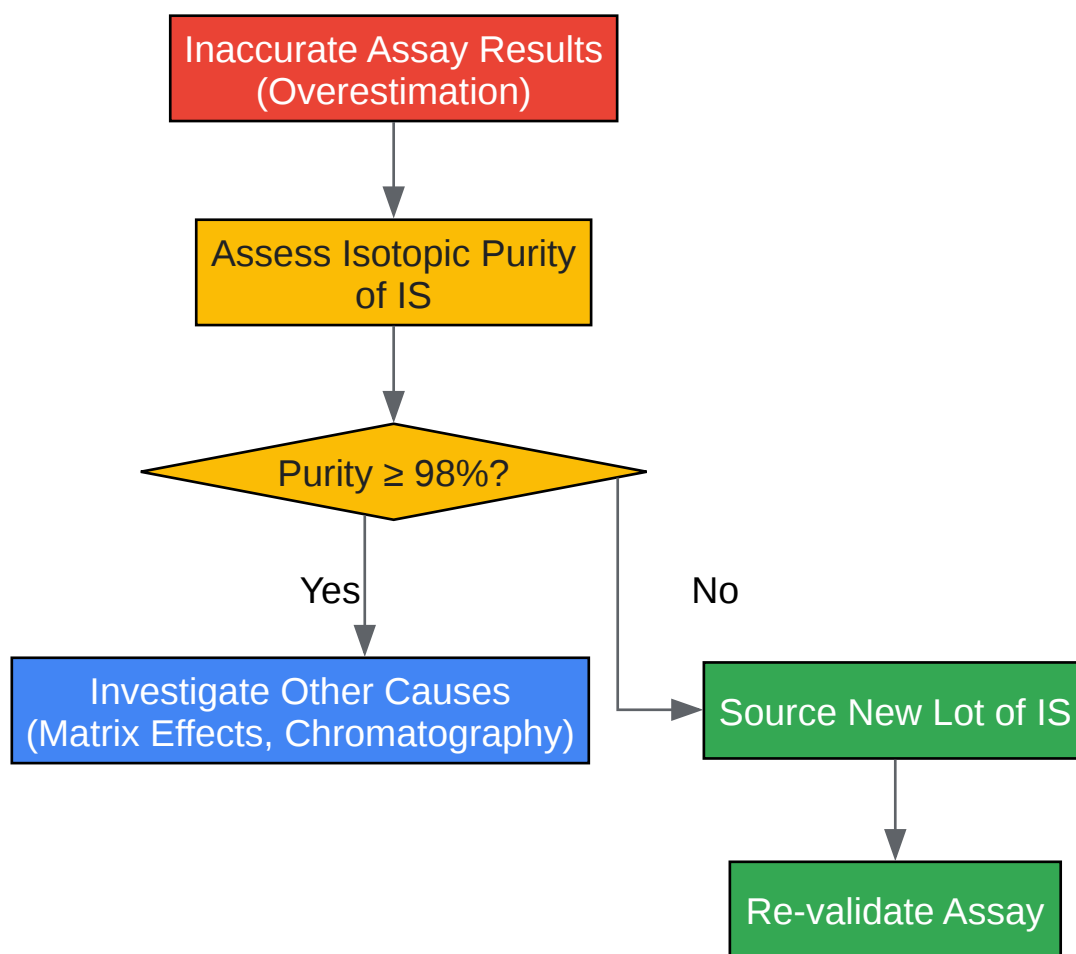 Inaccurate Assay Results
(Overestimation)
Assess Isotopic Purity
of IS
Purity ≥ 98%?
Yes
No
Investigate Other Causes
(Matrix Effects, Chromatography)
Source New Lot of IS
Re-validate Assay